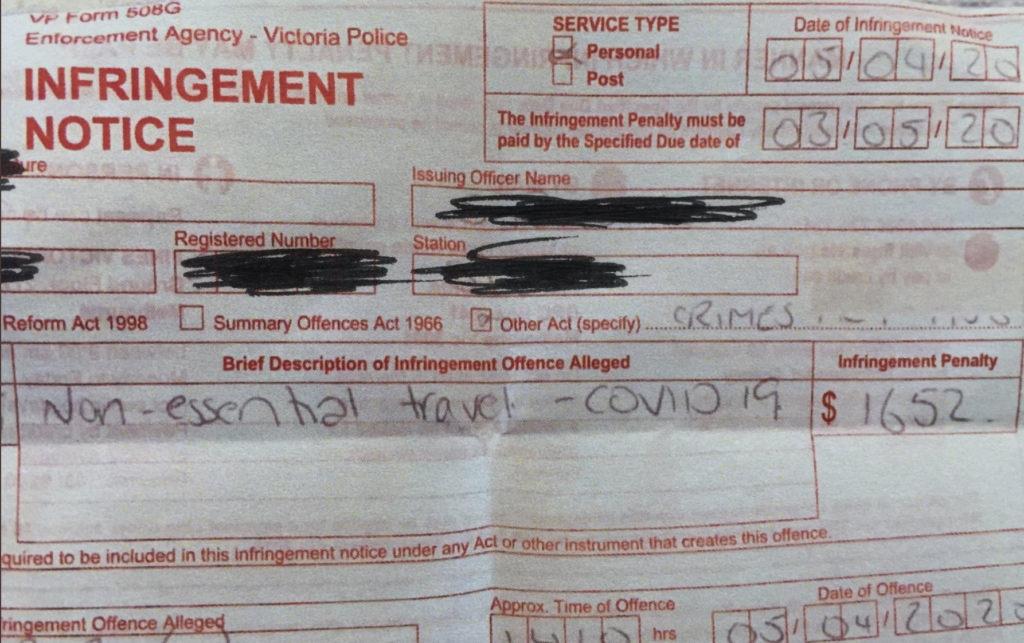 VP Form 508G
Enforcement Agency - Victoria Police
INFRINGEMENT
NOTICE
SERVICE TYPE
Personal
Post
Date of Infringement Notice
05/04/20
The Infringement Penalty must be
paid by the Specified Due date of
03/05/20
ure
Issuing Officer Name
Registered Number
Station
Reform Act 1998
Summary Offences Act 1966
Other Act (specify) CRIMES
Brief Description of Infringement Offence Alleged
Infringement Penalty
Non-essential travel - COVID 19
$ 1652.
quired to be included in this infringement notice under any Act or other instrument that creates this offence.
ringement Offence Alleged
Approx. Time of Offence
1410 hrs
Date of Offence
05/04/2020